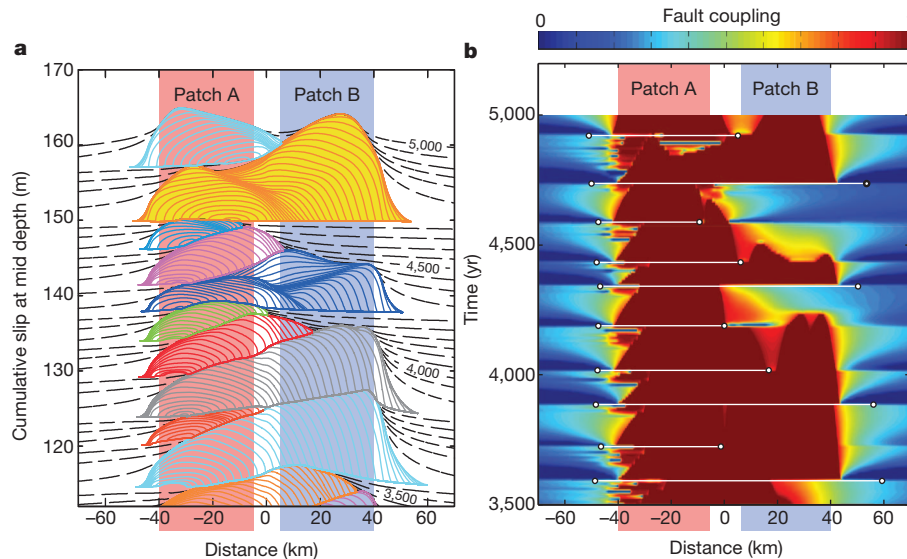 a
Patch A
Patch B
170
160
150
140
130
120
5,000
4,500
4,000
3,500
Cumulative slip at mid depth (m)
−60
−40
−20
0
20
40
60
Distance (km)
b
0
Fault coupling
Patch A
Patch B
5,000
4,500
4,000
3,500
Time (yr)
−60
−40
−20
0
20
40
60
Distance (km)